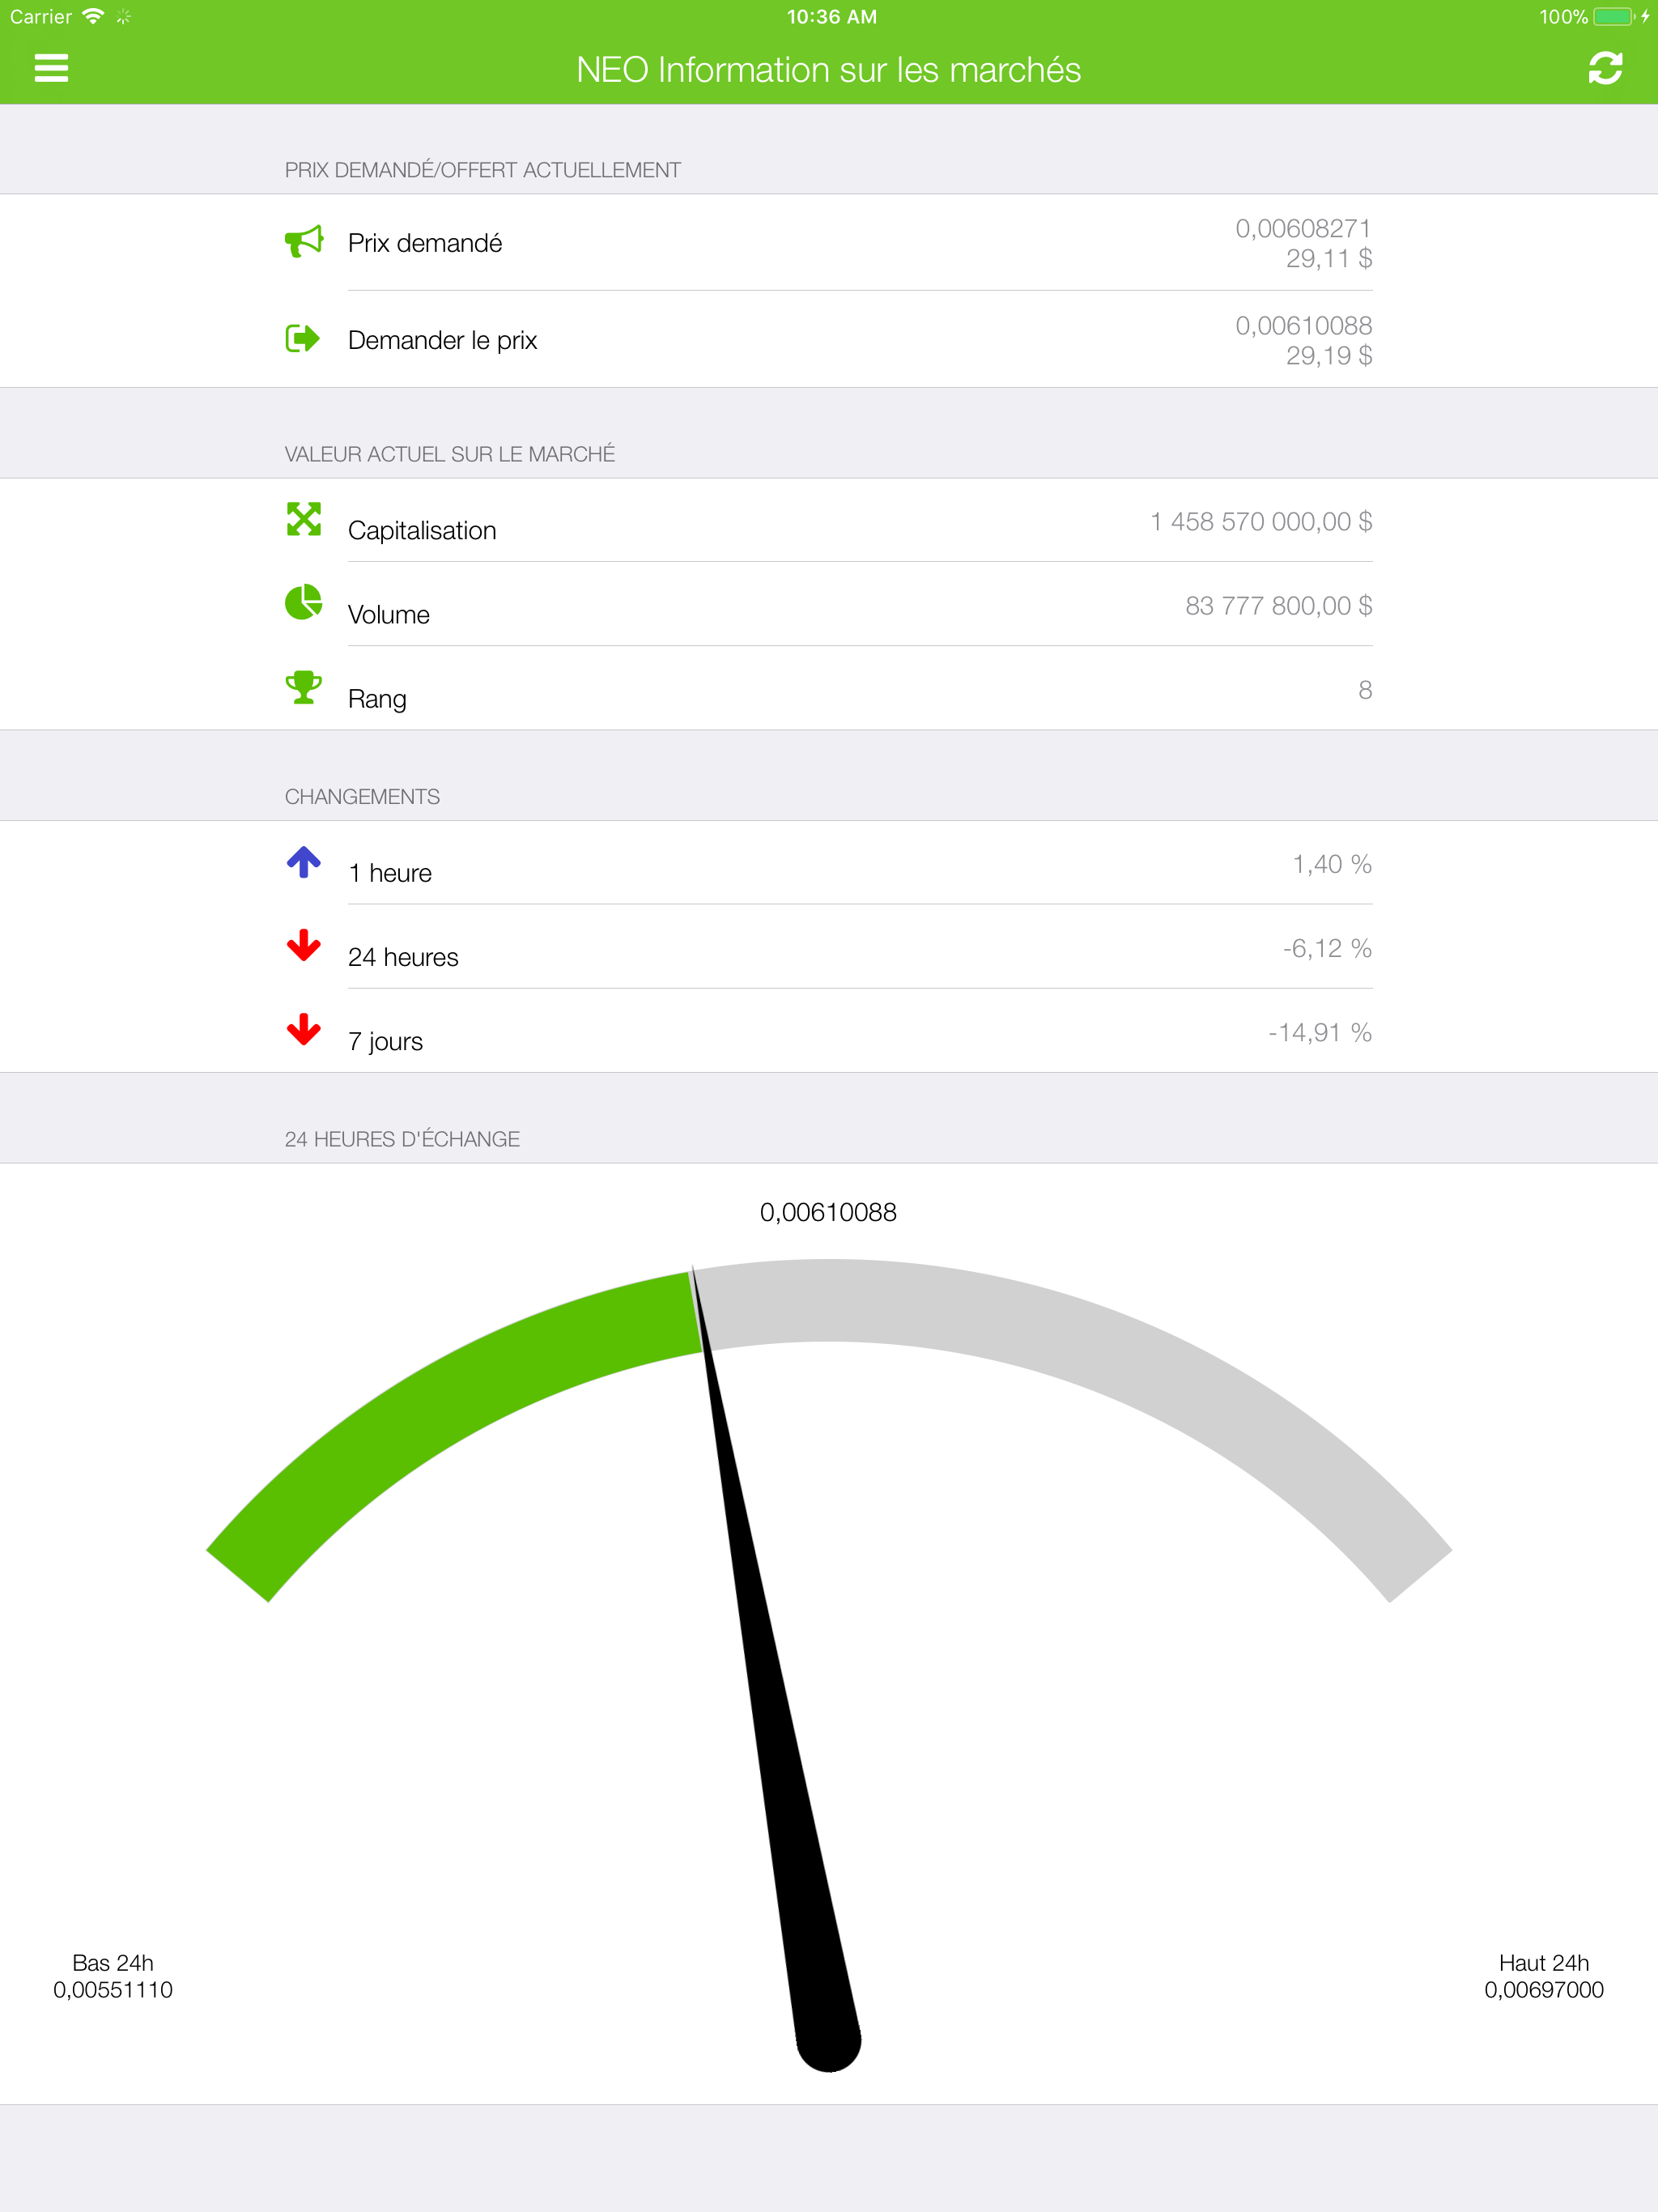 Carrier 10:36 AM 100%
NEO Information sur les marchés
PRIX DEMANDÉ/OFFERT ACTUELLEMENT
Prix demandé
0,00608271
29,11 $
Demander le prix
0,00610088
29,19 $
VALEUR ACTUEL SUR LE MARCHÉ
Capitalisation 1 458 570 000,00 $
Volume 83 777 800,00 $
Rang 8
CHANGEMENTS
1 heure 1,40 %
24 heures -6,12 %
7 jours -14,91 %
24 HEURES D'ÉCHANGE
0,00610088
Bas 24h
0,00551110
Haut 24h
0,00697000